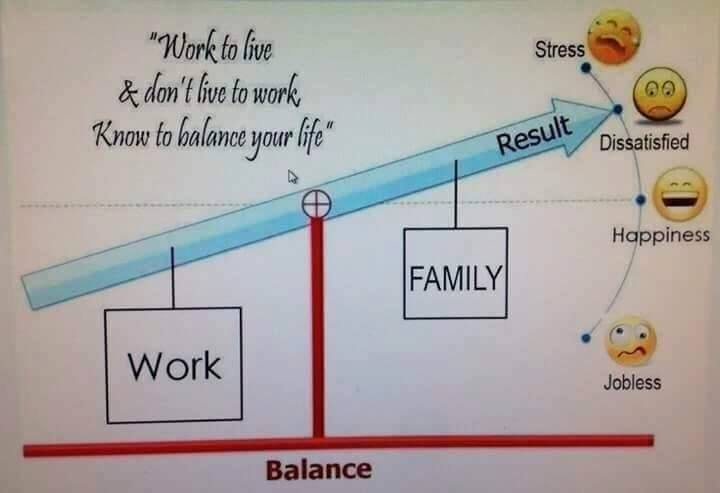 "Work to live
& don't live to work,
Know to balance your life"
Stress
Dissatisfied
Result
Happiness
FAMILY
Work
Jobless
Balance